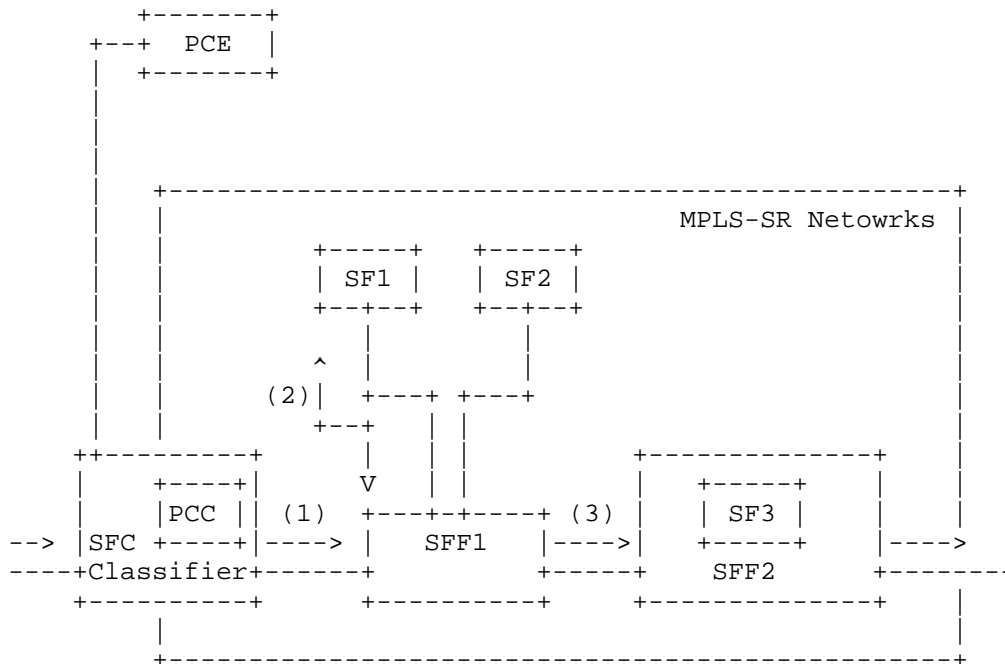 PCE
MPLS-SR Netowrks
SF1 SF2
(2)
V
PCC (1) (3) SF3
SFC SFF1
Classifier SFF2